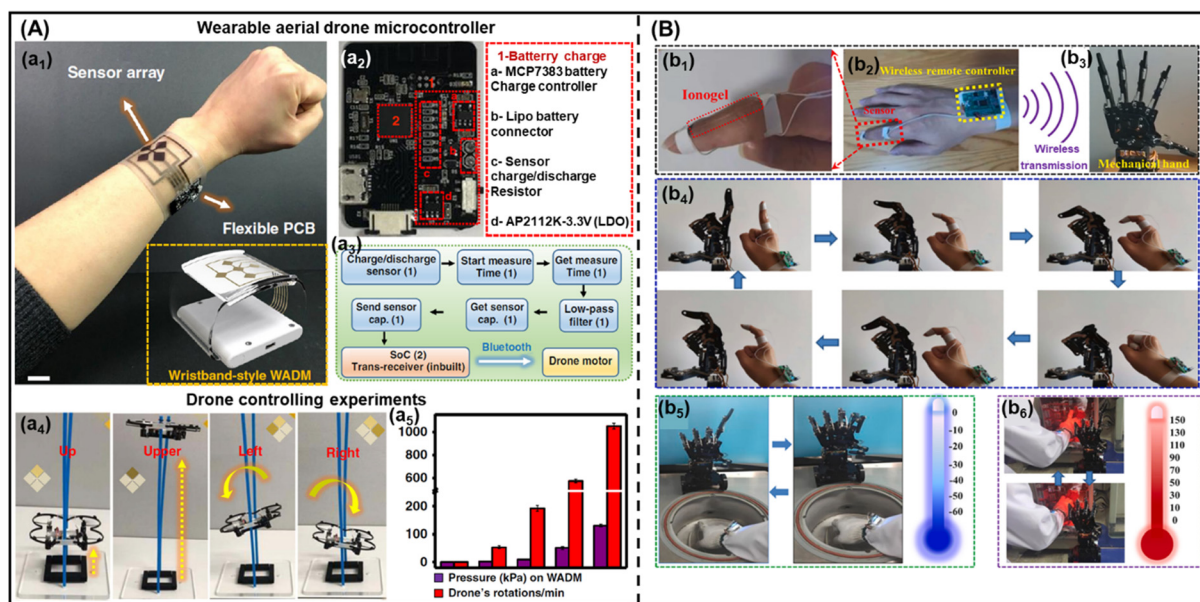 (A)
Wearable aerial drone microcontroller
(a1)
Sensor array
Flexible PCB
Wristband-style WADM
(a2)
2
a
b
c
d
1-Batterry charge
a- MCP7383 battery
Charge controller
b- Lipo battery
connector
c- Sensor
charge/discharge
Resistor
d- AP2112K-3.3V (LDO)
(a3)
Charge/discharge
sensor (1)
Start measure
Time (1)
Get measure
Time (1)
Send sensor
cap. (1)
Get sensor
cap. (1)
Low-pass
filter (1)
SoC (2)
Trans-receiver (inbuilt)
Bluetooth
Drone motor
Drone controlling experiments
(a4)
Up
Upper
Left
Right
(a5)
1000
800
600
200
100
0
Pressure (kPa) on WADM
Drone's rotations/min
(B)
(b1)
Ionogel
(b2)
Wireless remote controller
Sensor
Wireless
transmission
(b3)
Mechanical hand
(b4)
(b5)
0
-10
-20
-30
-40
-50
-60
(b6)
150
130
110
90
70
50
30